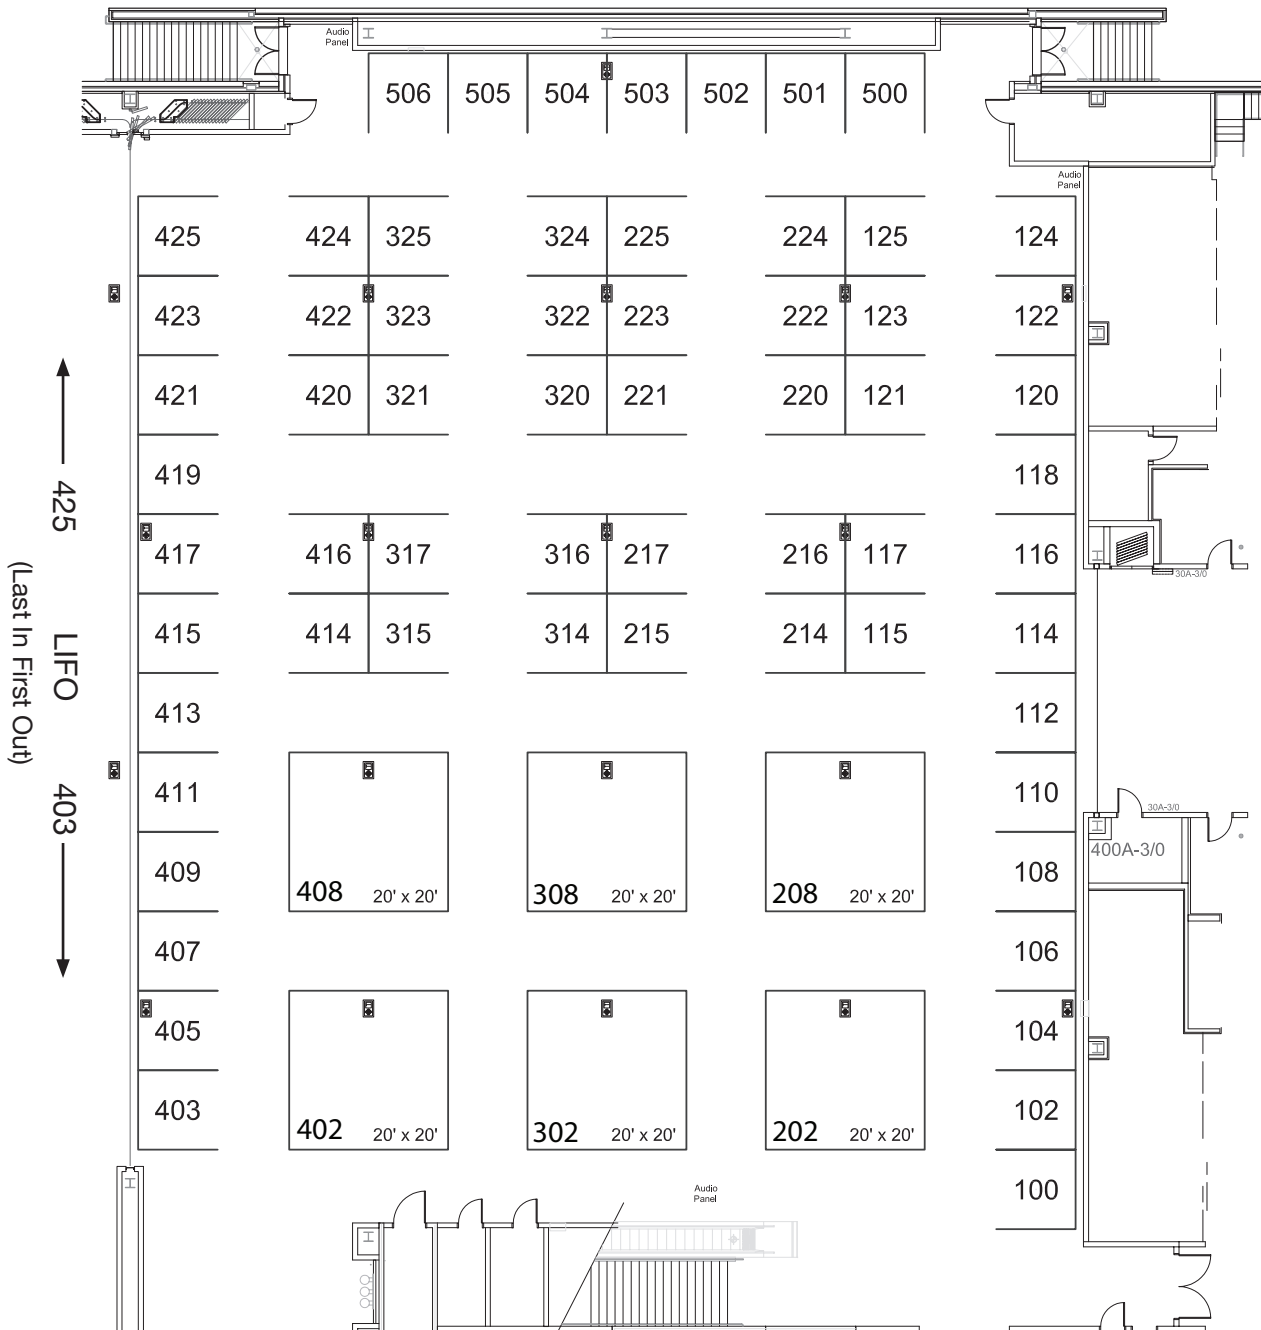 Audio
Panel
506 505 504 503 502 501 500
Audio
Panel
425 424 325 324 225 224 125 124
423 422 323 322 223 222 123 122
421 420 321 320 221 220 121 120
419 118
417 416 317 316 217 216 117 116
30A-3/0
415 414 315 314 215 214 115 114
413 112
411 110
30A-3/0
400A-3/0
409 108
408 20' x 20' 308 20' x 20' 208 20' x 20'
407 106
405 104
403 102
402 20' x 20' 302 20' x 20' 202 20' x 20'
100
Audio
Panel
425 LIFO 403
(Last In First Out)